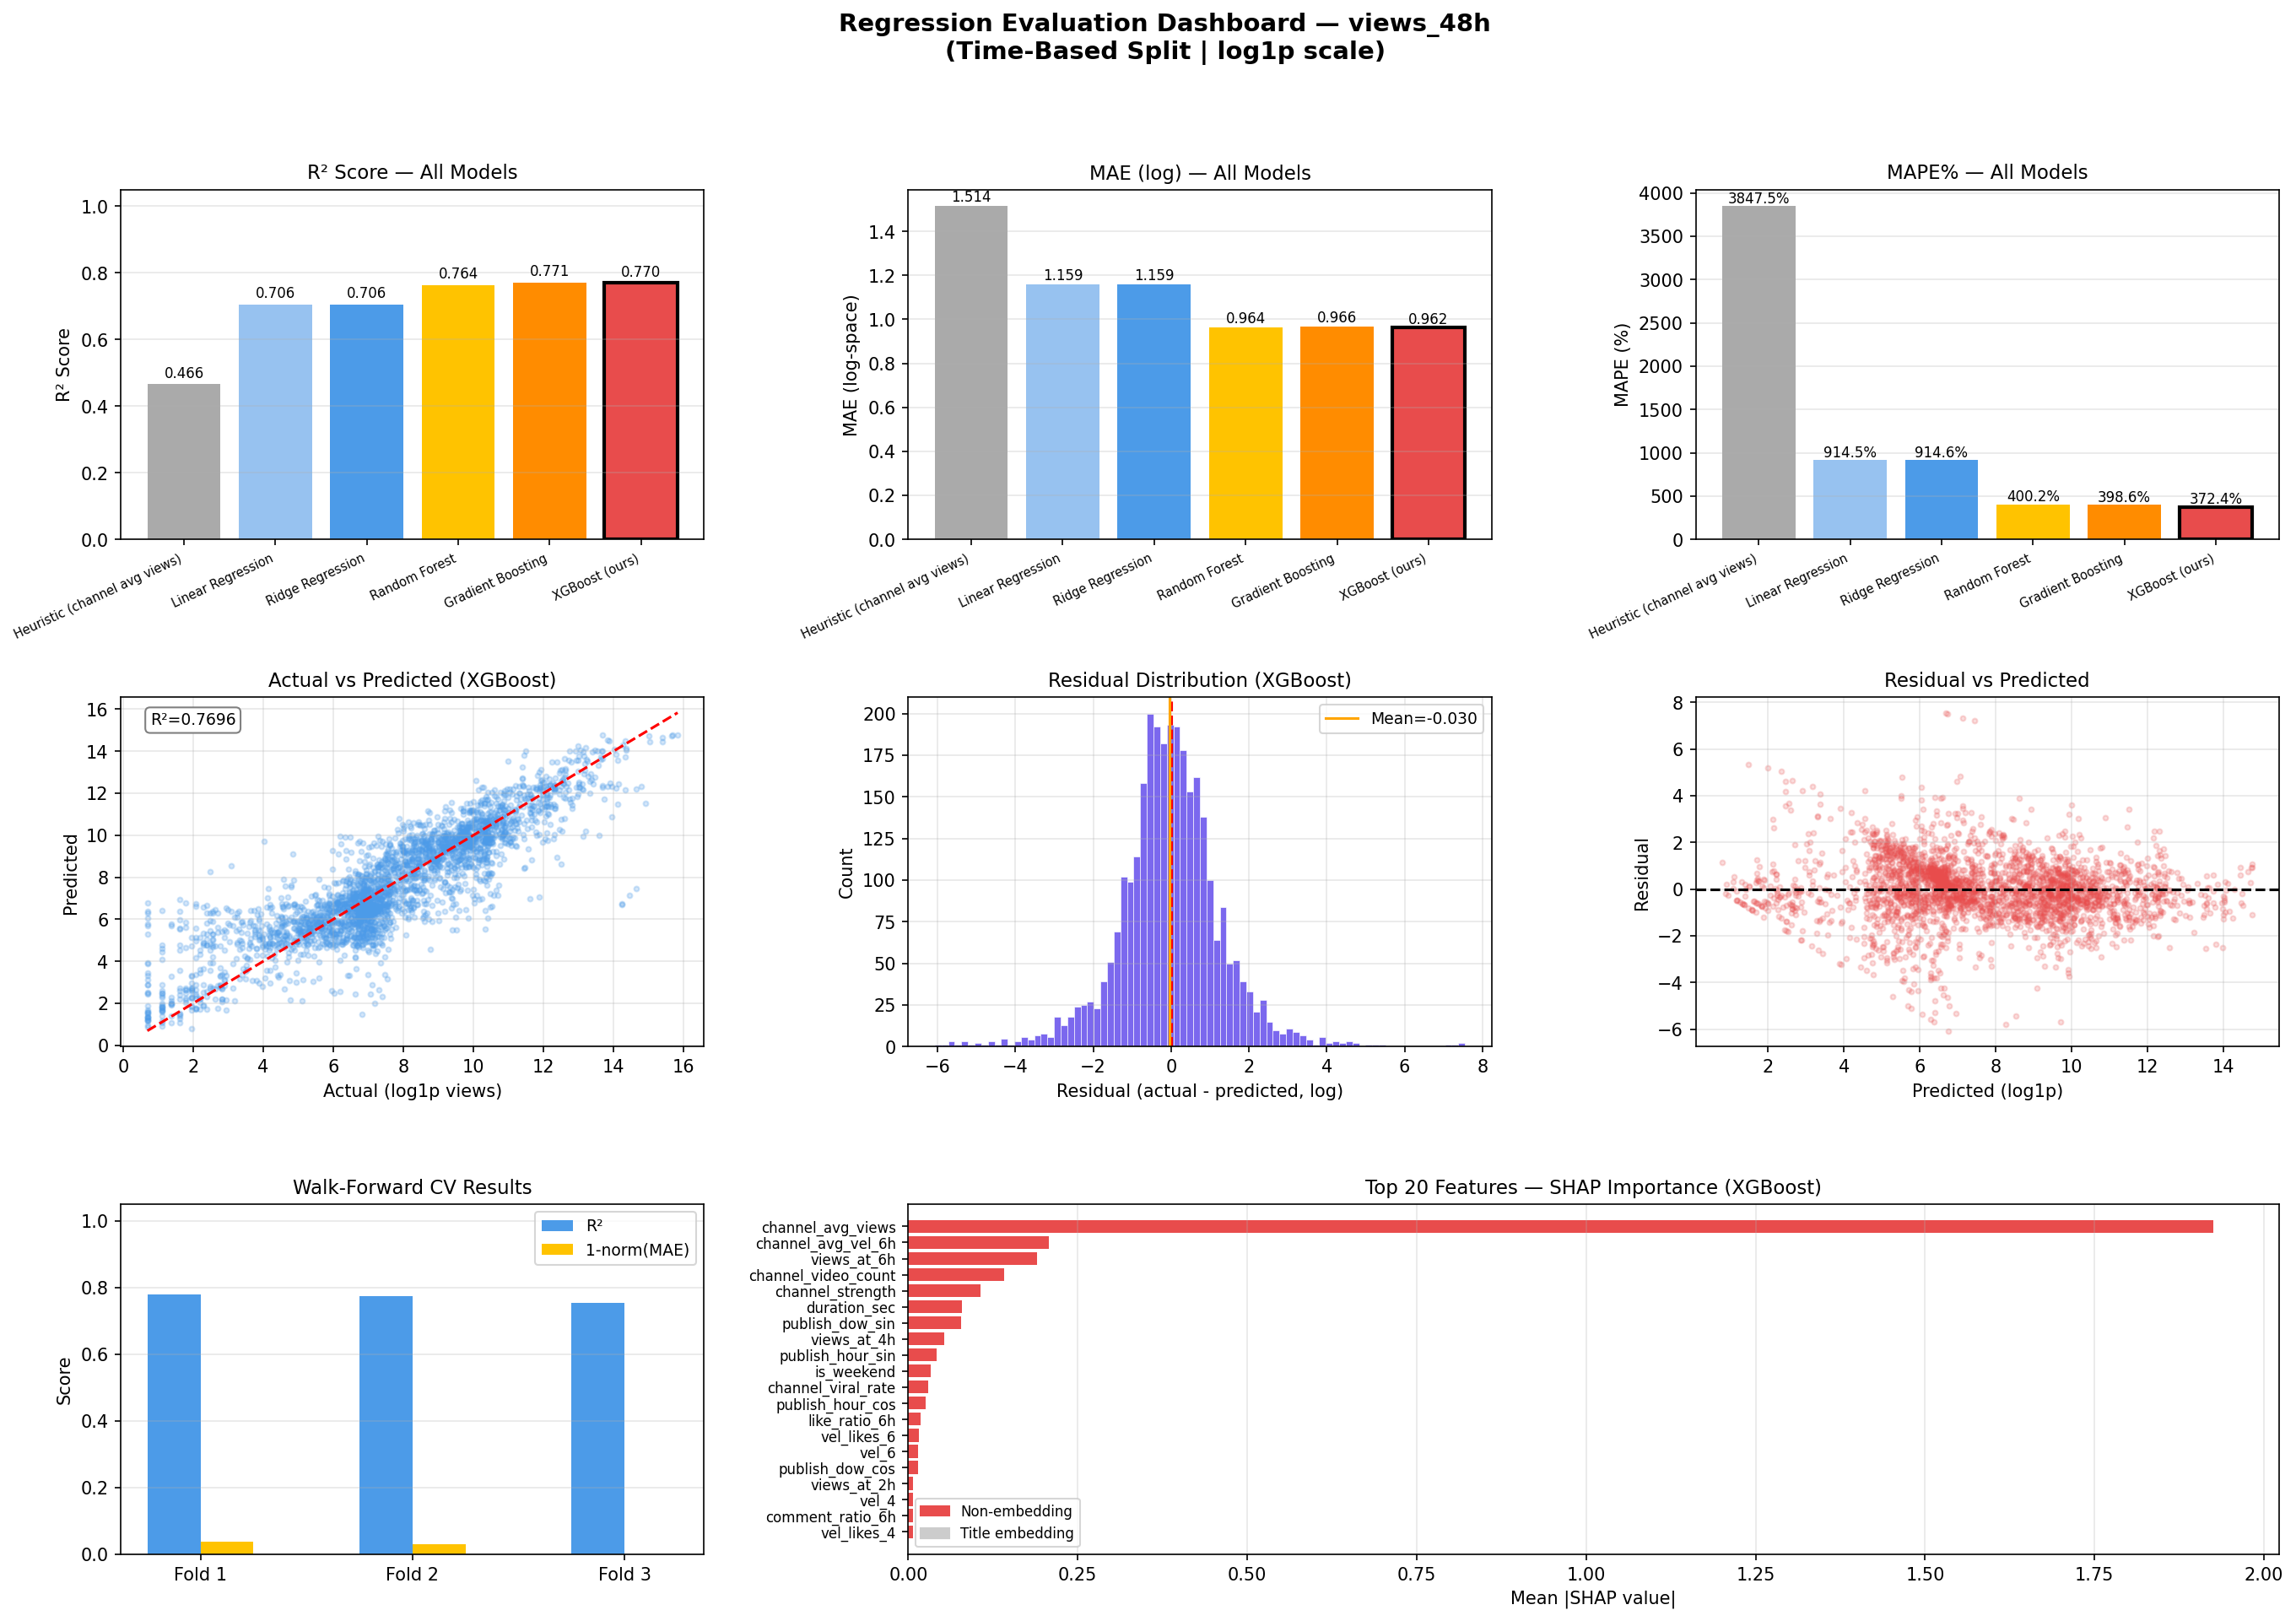 Regression Evaluation Dashboard — views_48h
(Time-Based Split | log1p scale)
R² Score — All Models
R² Score
1.0
0.8
0.6
0.4
0.2
0.0
0.466
0.706
0.706
0.764
0.771
0.770
Heuristic (channel avg views)
Linear Regression
Ridge Regression
Random Forest
Gradient Boosting
XGBoost (ours)
MAE (log) — All Models
MAE (log-space)
1.4
1.2
1.0
0.8
0.6
0.4
0.2
0.0
1.514
1.159
1.159
0.964
0.966
0.962
Heuristic (channel avg views)
Linear Regression
Ridge Regression
Random Forest
Gradient Boosting
XGBoost (ours)
MAPE% — All Models
MAPE (%)
4000
3500
3000
2500
2000
1500
1000
500
0
3847.5%
914.5%
914.6%
400.2%
398.6%
372.4%
Heuristic (channel avg views)
Linear Regression
Ridge Regression
Random Forest
Gradient Boosting
XGBoost (ours)
Actual vs Predicted (XGBoost)
R²=0.7696
Predicted
16
14
12
10
8
6
4
2
0
0 2 4 6 8 10 12 14 16
Actual (log1p views)
Residual Distribution (XGBoost)
Mean=-0.030
Count
200
175
150
125
100
75
50
25
0
−6 −4 −2 0 2 4 6 8
Residual (actual - predicted, log)
Residual vs Predicted
Residual
8
6
4
2
0
−2
−4
−6
2 4 6 8 10 12 14
Predicted (log1p)
Walk-Forward CV Results
R²
1-norm(MAE)
Score
1.0
0.8
0.6
0.4
0.2
0.0
Fold 1 Fold 2 Fold 3
Top 20 Features — SHAP Importance (XGBoost)
channel_avg_views
channel_avg_vel_6h
views_at_6h
channel_video_count
channel_strength
duration_sec
publish_dow_sin
views_at_4h
publish_hour_sin
is_weekend
channel_viral_rate
publish_hour_cos
like_ratio_6h
vel_likes_6
vel_6
publish_dow_cos
views_at_2h
vel_4
comment_ratio_6h
vel_likes_4
Non-embedding
Title embedding
0.00 0.25 0.50 0.75 1.00 1.25 1.50 1.75 2.00
Mean |SHAP value|